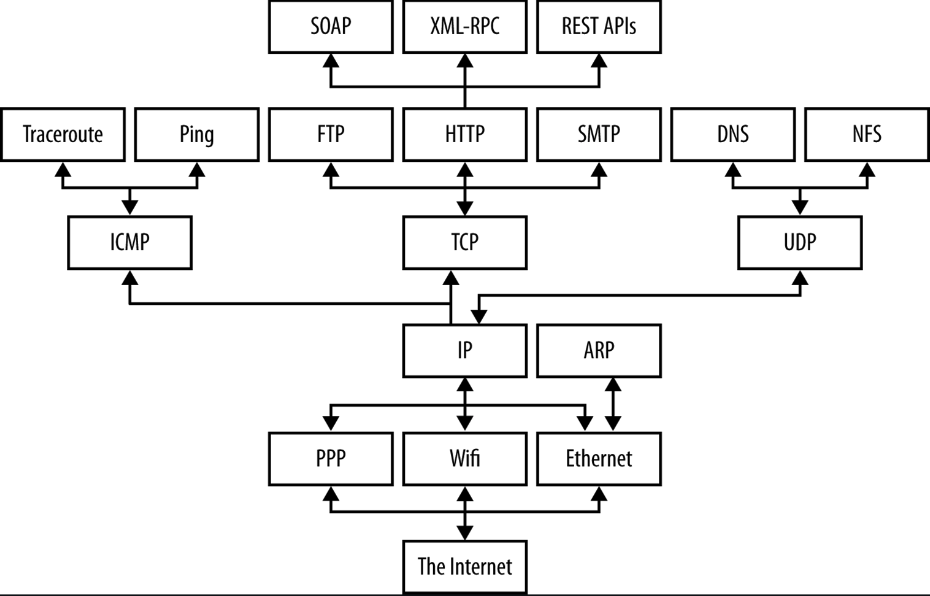 SOAP
XML-RPC
REST APIs
Traceroute
Ping
FTP
HTTP
SMTP
DNS
NFS
ICMP
TCP
UDP
IP
ARP
PPP
Wifi
Ethernet
The Internet